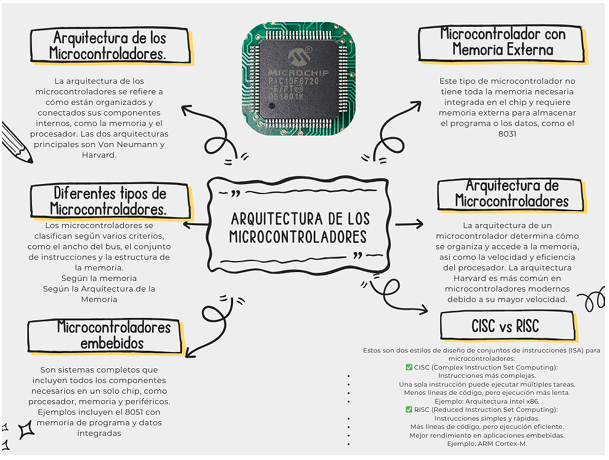 Arquitectura de los
Microcontroladores.
La arquitectura de los
microcontroladores se refiere a
cómo están organizados y
conectados sus componentes
internos, como la memoria y el
procesador. Las dos arquitecturas
principales son Von Neumann y
Harvard.
Diferentes tipos de
Microcontroladores.
Los microcontroladores se
clasifican según varios criterios,
como el ancho del bus, el conjunto
de instrucciones y la estructura de
la memoria.
Según la memoria
Según la Arquitectura de la
Memoria
Microcontroladores
embebidos
Son sistemas completos que
incluyen todos los componentes
necesarios en un solo chip, como
procesador, memoria y periféricos.
Ejemplos incluyen el 8051 con
memoria de programa y datos
integradas
MICROCHIP
ARQUITECTURA DE LOS
MICROCONTROLADORES
Microcontrolador con
Memoria Externa
Este tipo de microcontrolador no
tiene toda la memoria necesaria
integrada en el chip y requiere
memoria externa para almacenar
el programa o los datos, como el
8031
Arquitectura de
Microcontroladores
La arquitectura de un
microcontrolador determina cómo
se organiza y accede a la memoria,
así como la velocidad y eficiencia
del procesador. La arquitectura
Harvard es más común en
microcontroladores modernos
debido a su mayor velocidad.
CISC vs RISC
Estos son dos estilos de diseño de conjuntos de instrucciones (ISA) para
microcontroladores:
✅ CISC (Complex Instruction Set Computing):
• Instrucciones más complejas.
• Una sola instrucción puede ejecutar múltiples tareas.
• Menos líneas de código, pero ejecución más lenta.
• Ejemplo: Arquitectura Intel x86.
✅ RISC (Reduced Instruction Set Computing):
• Instrucciones simples y rápidas.
• Más líneas de código, pero ejecución eficiente.
• Mejor rendimiento en aplicaciones embebidas.
• Ejemplo: ARM Cortex-M.